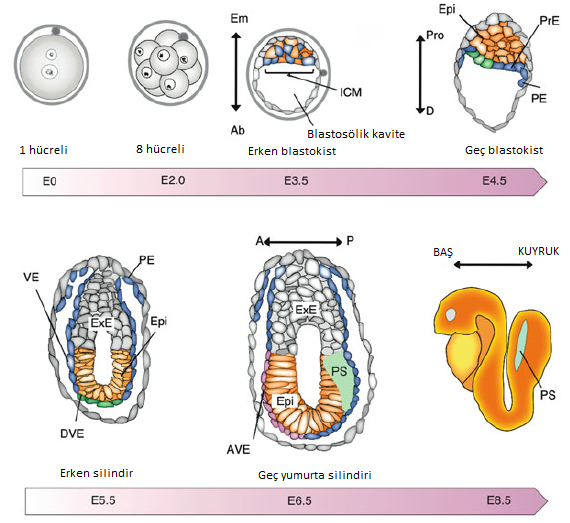 Em
Ab
ICM
Blastosölik kavite
Epi
PrE
Pro
D
PE
1 hücreli
8 hücreli
Erken blastokist
Geç blastokist
E0
E2.0
E3.5
E4.5
VE
PE
ExE
Epi
DVE
A
P
ExE
PS
Epi
AVE
BAŞ
KUYRUK
PS
Erken silindir
Geç yumurta silindiri
E5.5
E6.5
E8.5